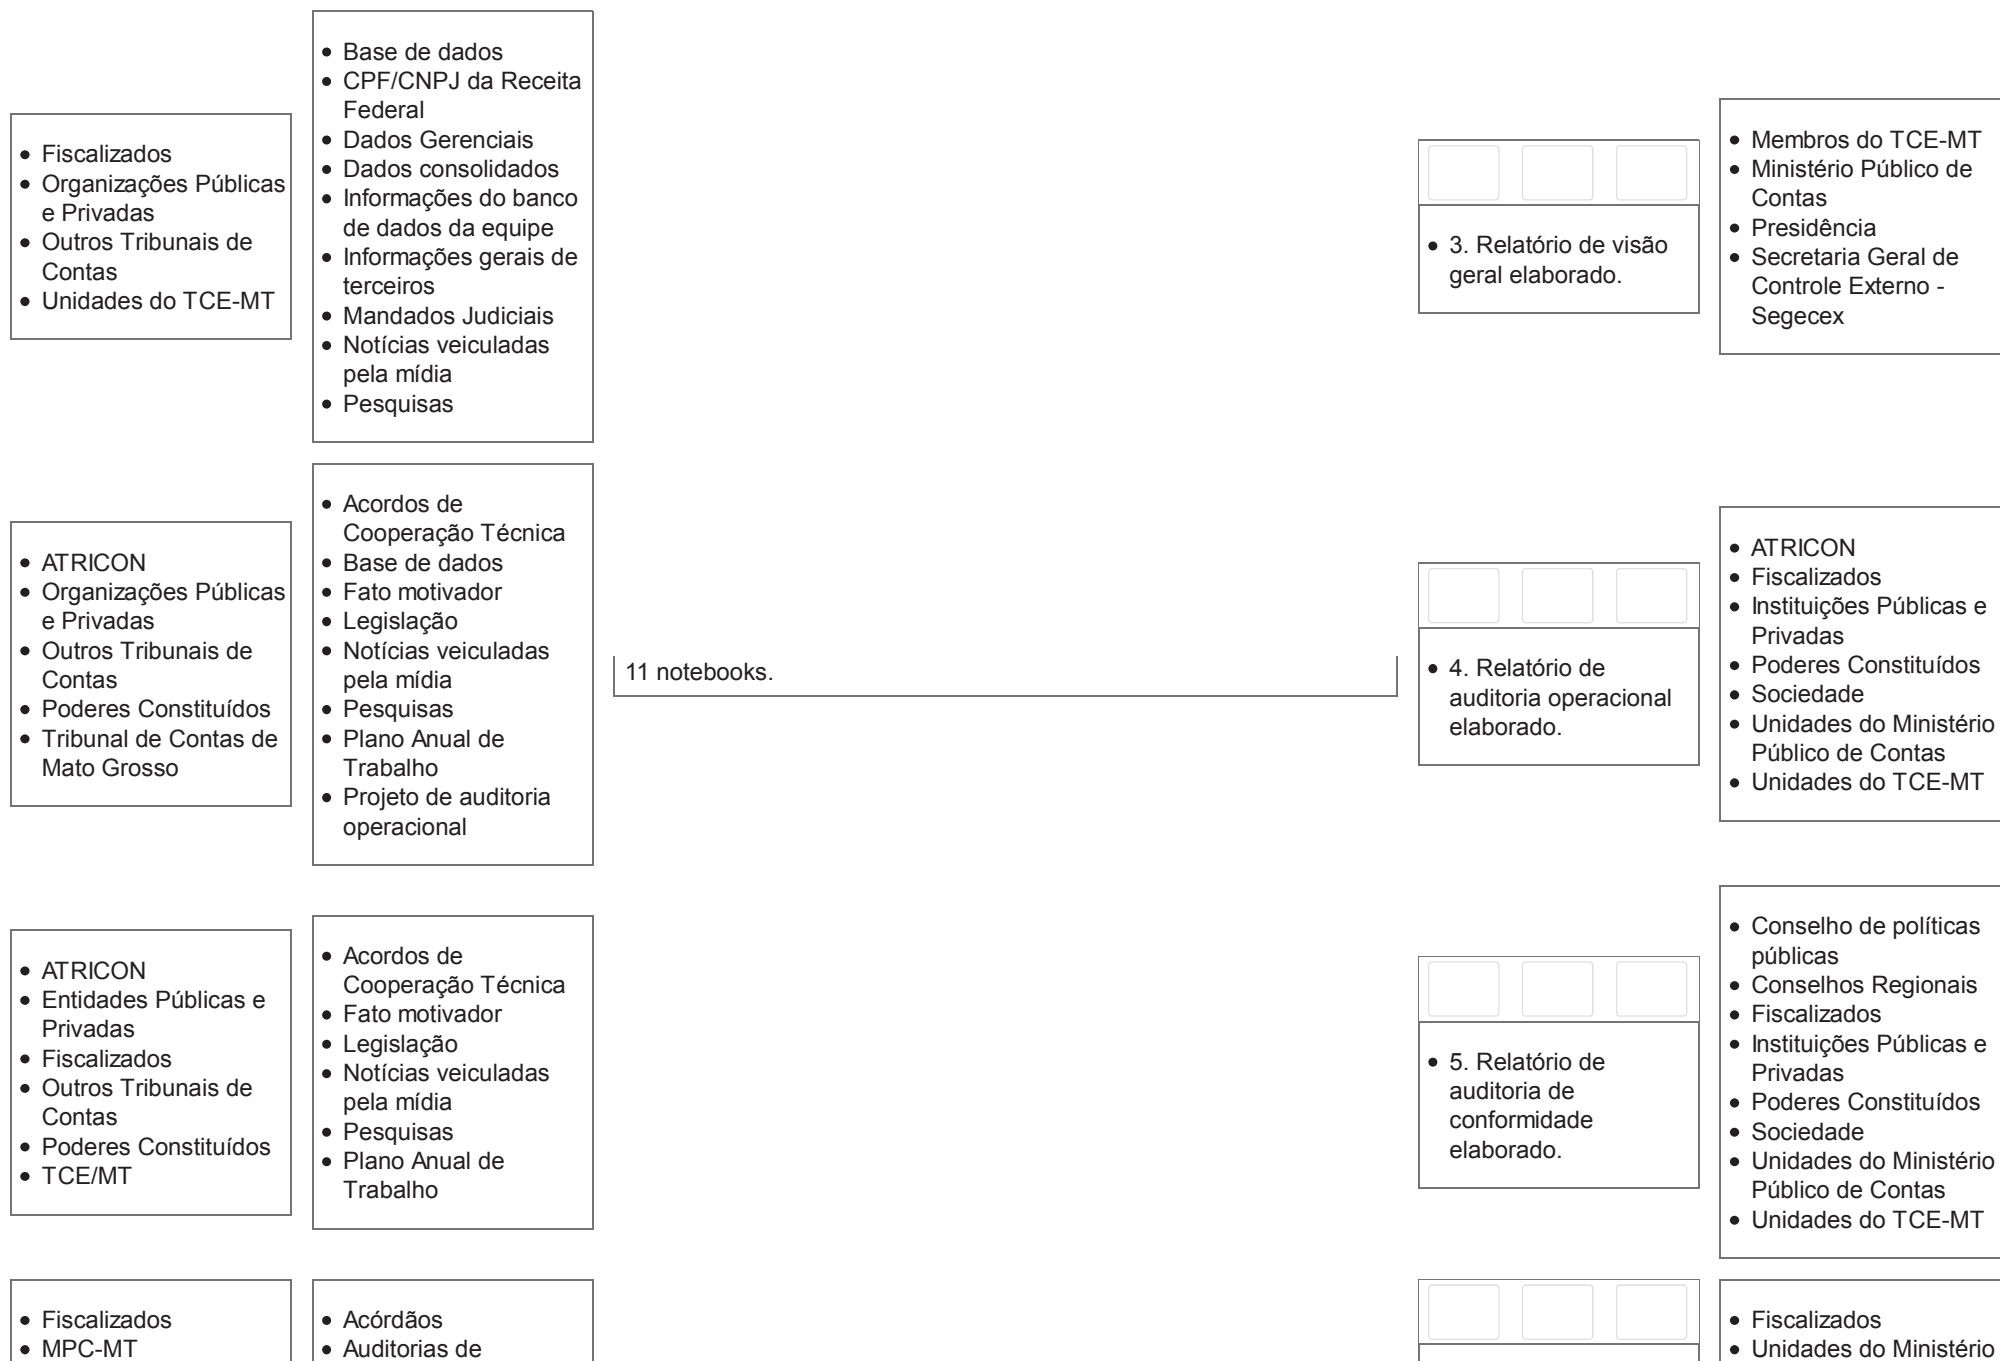 • Fiscalizados
• Organizações Públicas
e Privadas
• Outros Tribunais de
Contas
• Unidades do TCE-MT
• Base de dados
• CPF/CNPJ da Receita
Federal
• Dados Gerenciais
• Dados consolidados
• Informações do banco
de dados da equipe
• Informações gerais de
terceiros
• Mandados Judiciais
• Notícias veiculadas
pela mídia
• Pesquisas
• 3. Relatório de visão
geral elaborado.
• Membros do TCE-MT
• Ministério Público de
Contas
• Presidência
• Secretaria Geral de
Controle Externo -
Segecex
• ATRICON
• Organizações Públicas
e Privadas
• Outros Tribunais de
Contas
• Poderes Constituídos
• Tribunal de Contas de
Mato Grosso
• Acordos de
Cooperação Técnica
• Base de dados
• Fato motivador
• Legislação
• Notícias veiculadas
pela mídia
• Pesquisas
• Plano Anual de
Trabalho
• Projeto de auditoria
operacional
11 notebooks.
• 4. Relatório de
auditoria operacional
elaborado.
• ATRICON
• Fiscalizados
• Instituições Públicas e
Privadas
• Poderes Constituídos
• Sociedade
• Unidades do Ministério
Público de Contas
• Unidades do TCE-MT
• ATRICON
• Entidades Públicas e
Privadas
• Fiscalizados
• Outros Tribunais de
Contas
• Poderes Constituídos
• TCE/MT
• Acordos de
Cooperação Técnica
• Fato motivador
• Legislação
• Notícias veiculadas
pela mídia
• Pesquisas
• Plano Anual de
Trabalho
• 5. Relatório de
auditoria de
conformidade
elaborado.
• Conselho de políticas
públicas
• Conselhos Regionais
• Fiscalizados
• Instituições Públicas e
Privadas
• Poderes Constituídos
• Sociedade
• Unidades do Ministério
Público de Contas
• Unidades do TCE-MT
• Fiscalizados
• MPC-MT
• Acórdãos
• Auditorias de
• Fiscalizados
• Unidades do Ministério